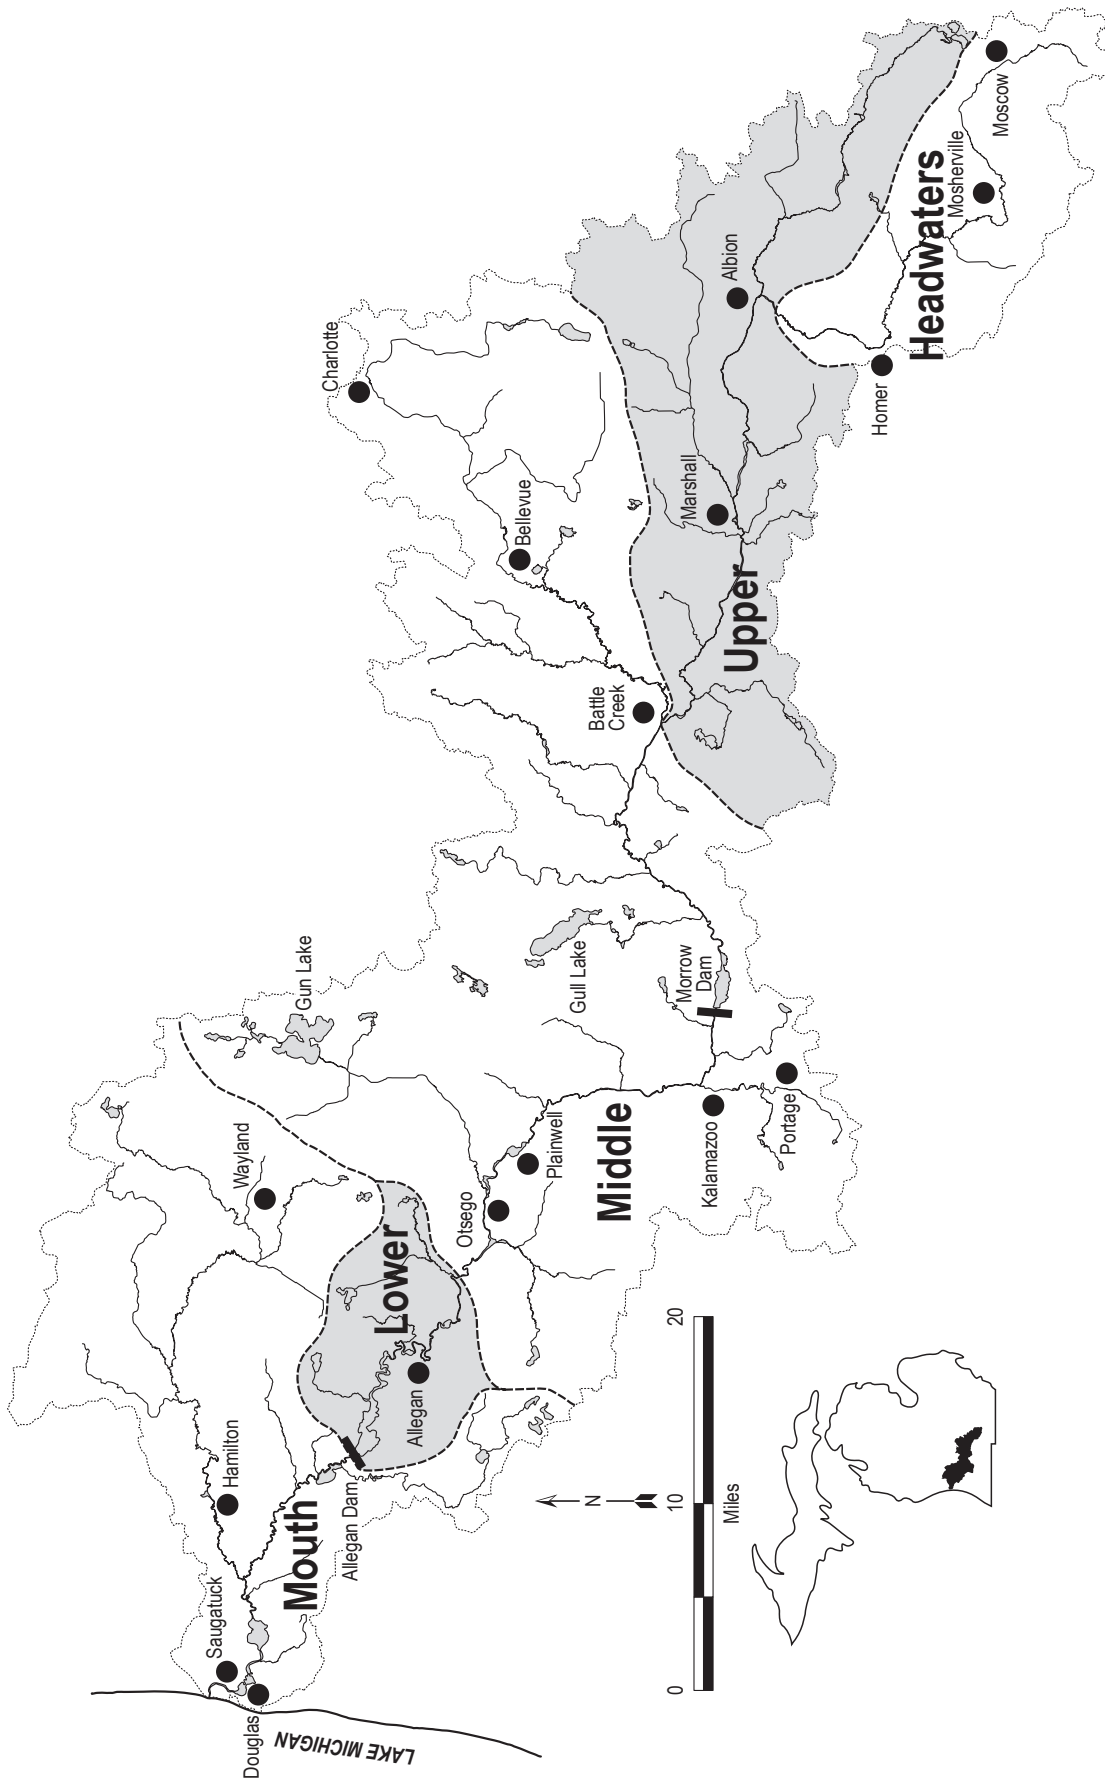 Charlotte
Gun Lake
Wayland
Hamilton
Saugatuck
Douglas
LAKE MICHIGAN
Mouth
Allegan Dam
Allegan
Lower
Otsego
Plainwell
Middle
Gull Lake
Morrow
Dam
Kalamazoo
Portage
Battle
Creek
Bellevue
Marshall
Upper
Albion
Homer
Headwaters
Mosherville
Moscow
N
0
10
20
Miles